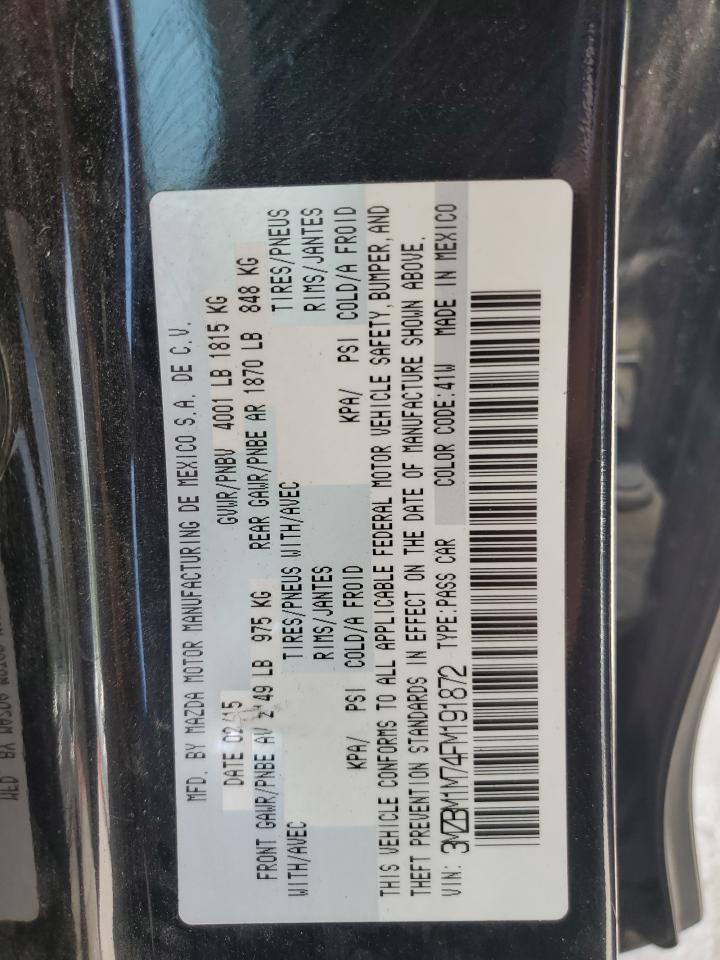 MFD. BY MAZDA MOTOR MANUFACTURING DE MEXICO S.A. DE C.V.
DATE 02/15 GVWR/PNBV 4001 LB 1815 KG
FRONT GAWR/PNBE AV 2149 LB 975 KG REAR GAWR/PNBE AR 1870 LB 848 KG
WITH/AVEC TIRES/PNEUS WITH/AVEC TIRES/PNEUS
RIMS/JANTES RIMS/JANTES
KPA/ PSI COLD/A FROID KPA/ PSI COLD/A FROID
THIS VEHICLE CONFORMS TO ALL APPLICABLE FEDERAL MOTOR VEHICLE SAFETY, BUMPER, AND
THEFT PREVENTION STANDARDS IN EFFECT ON THE DATE OF MANUFACTURE SHOWN ABOVE.
VIN: 3MZBM1M74FM191872 TYPE:PASS CAR COLOR CODE:41W MADE IN MEXICO